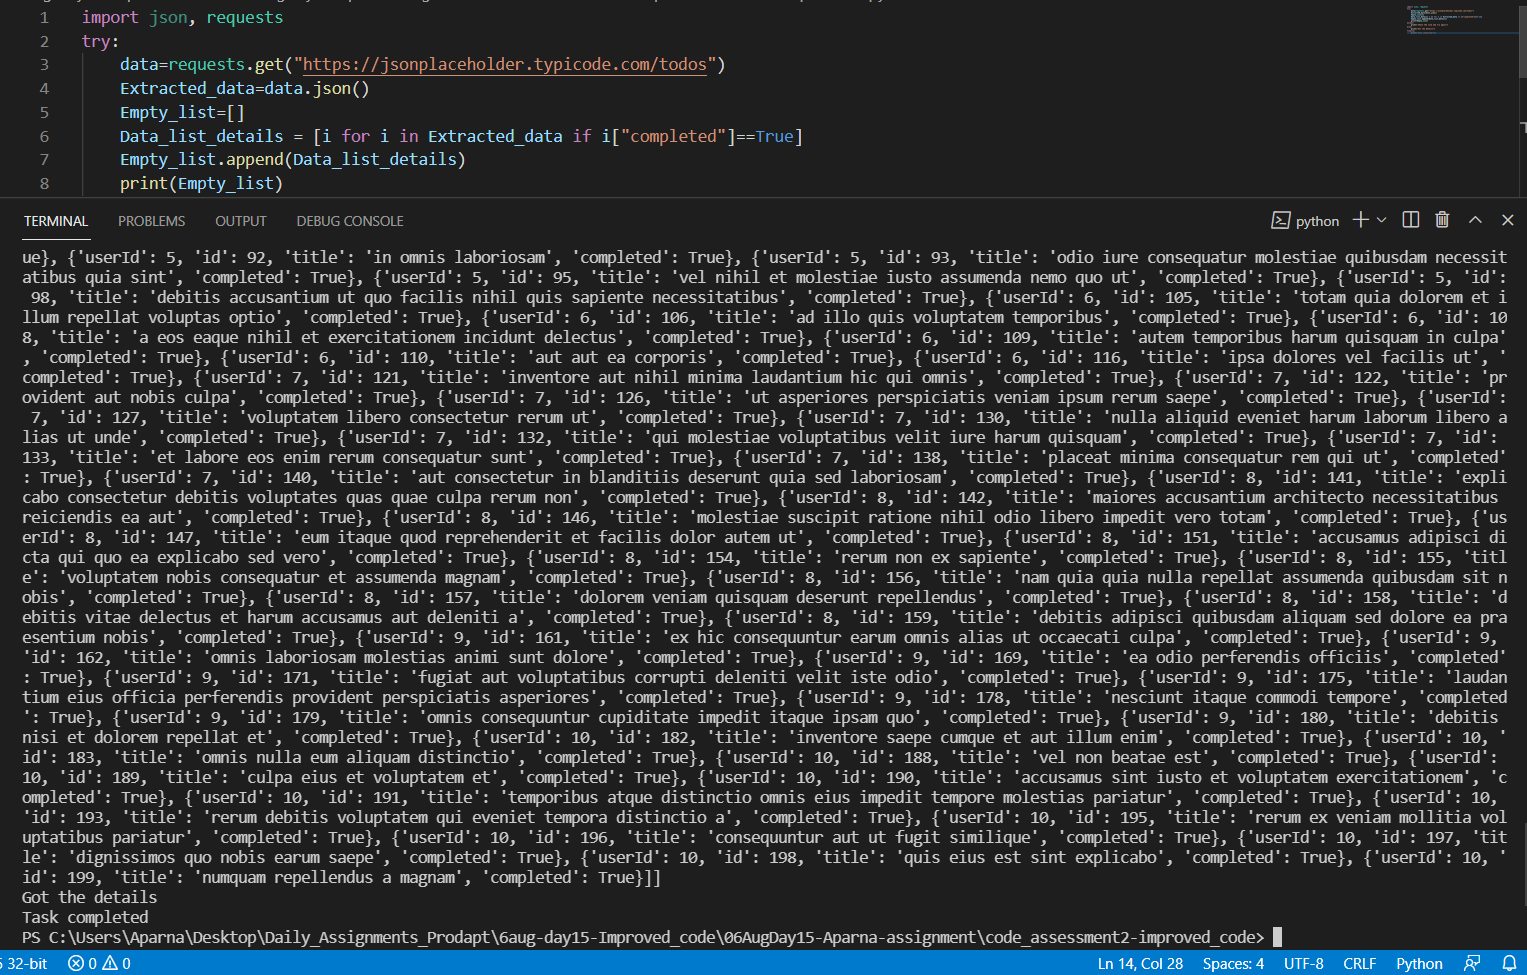 1 import json, requests
2 try:
3 data=requests.get("https://jsonplaceholder.typicode.com/todos")
4 Extracted_data=data.json()
5 Empty_list=[]
6 Data_list_details = [i for i in Extracted_data if i["completed"]==True]
7 Empty_list.append(Data_list_details)
8 print(Empty_list)
TERMINAL PROBLEMS OUTPUT DEBUG CONSOLE python
ue}, {'userId': 5, 'id': 92, 'title': 'in omnis laboriosam', 'completed': True}, {'userId': 5, 'id': 93, 'title': 'odio iure consequatur molestiae quibusdam necessit
atibus quia sint', 'completed': True}, {'userId': 5, 'id': 95, 'title': 'vel nihil et molestiae iusto assumenda nemo quo ut', 'completed': True}, {'userId': 5, 'id':
 98, 'title': 'debitis accusantium ut quo facilis nihil quis sapiente necessitatibus', 'completed': True}, {'userId': 6, 'id': 105, 'title': 'totam quia dolorem et i
llum repellat voluptas optio', 'completed': True}, {'userId': 6, 'id': 106, 'title': 'ad illo quis voluptatem temporibus', 'completed': True}, {'userId': 6, 'id': 10
8, 'title': 'a eos eaque nihil et exercitationem incidunt delectus', 'completed': True}, {'userId': 6, 'id': 109, 'title': 'autem temporibus harum quisquam in culpa'
, 'completed': True}, {'userId': 6, 'id': 110, 'title': 'aut aut ea corporis', 'completed': True}, {'userId': 6, 'id': 116, 'title': 'ipsa dolores vel facilis ut', '
completed': True}, {'userId': 7, 'id': 121, 'title': 'inventore aut nihil minima laudantium hic qui omnis', 'completed': True}, {'userId': 7, 'id': 122, 'title': 'pr
ovident aut nobis culpa', 'completed': True}, {'userId': 7, 'id': 126, 'title': 'ut asperiores perspiciatis veniam ipsum rerum saepe', 'completed': True}, {'userId':
 7, 'id': 127, 'title': 'voluptatem libero consectetur rerum ut', 'completed': True}, {'userId': 7, 'id': 130, 'title': 'nulla aliquid eveniet harum laborum libero a
lias ut unde', 'completed': True}, {'userId': 7, 'id': 132, 'title': 'qui molestiae voluptatibus velit iure harum quisquam', 'completed': True}, {'userId': 7, 'id':
133, 'title': 'et labore eos enim rerum consequatur sunt', 'completed': True}, {'userId': 7, 'id': 138, 'title': 'placeat minima consequatur rem qui ut', 'completed'
: True}, {'userId': 7, 'id': 140, 'title': 'aut consectetur in blanditiis deserunt quia sed laboriosam', 'completed': True}, {'userId': 8, 'id': 141, 'title': 'expli
cabo consectetur debitis voluptates quas quae culpa rerum non', 'completed': True}, {'userId': 8, 'id': 142, 'title': 'maiores accusantium architecto necessitatibus
reiciendis ea aut', 'completed': True}, {'userId': 8, 'id': 146, 'title': 'molestiae suscipit ratione nihil odio libero impedit vero totam', 'completed': True}, {'us
erId': 8, 'id': 147, 'title': 'eum itaque quod reprehenderit et facilis dolor autem ut', 'completed': True}, {'userId': 8, 'id': 151, 'title': 'accusamus adipisci di
cta qui quo ea explicabo sed vero', 'completed': True}, {'userId': 8, 'id': 154, 'title': 'rerum non ex sapiente', 'completed': True}, {'userId': 8, 'id': 155, 'titl
e': 'voluptatem nobis consequatur et assumenda magnam', 'completed': True}, {'userId': 8, 'id': 156, 'title': 'nam quia quia nulla repellat assumenda quibusdam sit n
obis', 'completed': True}, {'userId': 8, 'id': 157, 'title': 'dolorem veniam quisquam deserunt repellendus', 'completed': True}, {'userId': 8, 'id': 158, 'title': 'd
ebitis vitae delectus et harum accusamus aut deleniti a', 'completed': True}, {'userId': 8, 'id': 159, 'title': 'debitis adipisci quibusdam aliquam sed dolore ea pra
esentium nobis', 'completed': True}, {'userId': 9, 'id': 161, 'title': 'ex hic consequuntur earum omnis alias ut occaecati culpa', 'completed': True}, {'userId': 9,
'id': 162, 'title': 'omnis laboriosam molestias animi sunt dolore', 'completed': True}, {'userId': 9, 'id': 169, 'title': 'ea odio perferendis officiis', 'completed'
: True}, {'userId': 9, 'id': 171, 'title': 'fugiat aut voluptatibus corrupti deleniti velit iste odio', 'completed': True}, {'userId': 9, 'id': 175, 'title': 'laudan
tium eius officia perferendis provident perspiciatis asperiores', 'completed': True}, {'userId': 9, 'id': 178, 'title': 'nesciunt itaque commodi tempore', 'completed
': True}, {'userId': 9, 'id': 179, 'title': 'omnis consequuntur cupiditate impedit itaque ipsam quo', 'completed': True}, {'userId': 9, 'id': 180, 'title': 'debitis
nisi et dolorem repellat et', 'completed': True}, {'userId': 10, 'id': 182, 'title': 'inventore saepe cumque et aut illum enim', 'completed': True}, {'userId': 10, '
id': 183, 'title': 'omnis nulla eum aliquam distinctio', 'completed': True}, {'userId': 10, 'id': 188, 'title': 'vel non beatae est', 'completed': True}, {'userId':
10, 'id': 189, 'title': 'culpa eius et voluptatem et', 'completed': True}, {'userId': 10, 'id': 190, 'title': 'accusamus sint iusto et voluptatem exercitationem', 'c
ompleted': True}, {'userId': 10, 'id': 191, 'title': 'temporibus atque distinctio omnis eius impedit tempore molestias pariatur', 'completed': True}, {'userId': 10,
'id': 193, 'title': 'rerum debitis voluptatem qui eveniet tempora distinctio a', 'completed': True}, {'userId': 10, 'id': 195, 'title': 'rerum ex veniam mollitia vol
uptatibus pariatur', 'completed': True}, {'userId': 10, 'id': 196, 'title': 'consequuntur aut ut fugit similique', 'completed': True}, {'userId': 10, 'id': 197, 'tit
le': 'dignissimos quo nobis earum saepe', 'completed': True}, {'userId': 10, 'id': 198, 'title': 'quis eius est sint explicabo', 'completed': True}, {'userId': 10, '
id': 199, 'title': 'numquam repellendus a magnam', 'completed': True}]]
Got the details
Task completed
PS C:\Users\Aparna\Desktop\Daily_Assignments_Prodapt\6aug-day15-Improved_code\06AugDay15-Aparna-assignment\code_assessment2-improved_code>
32-bit 0 0 Ln 14, Col 28 Spaces: 4 UTF-8 CRLF Python